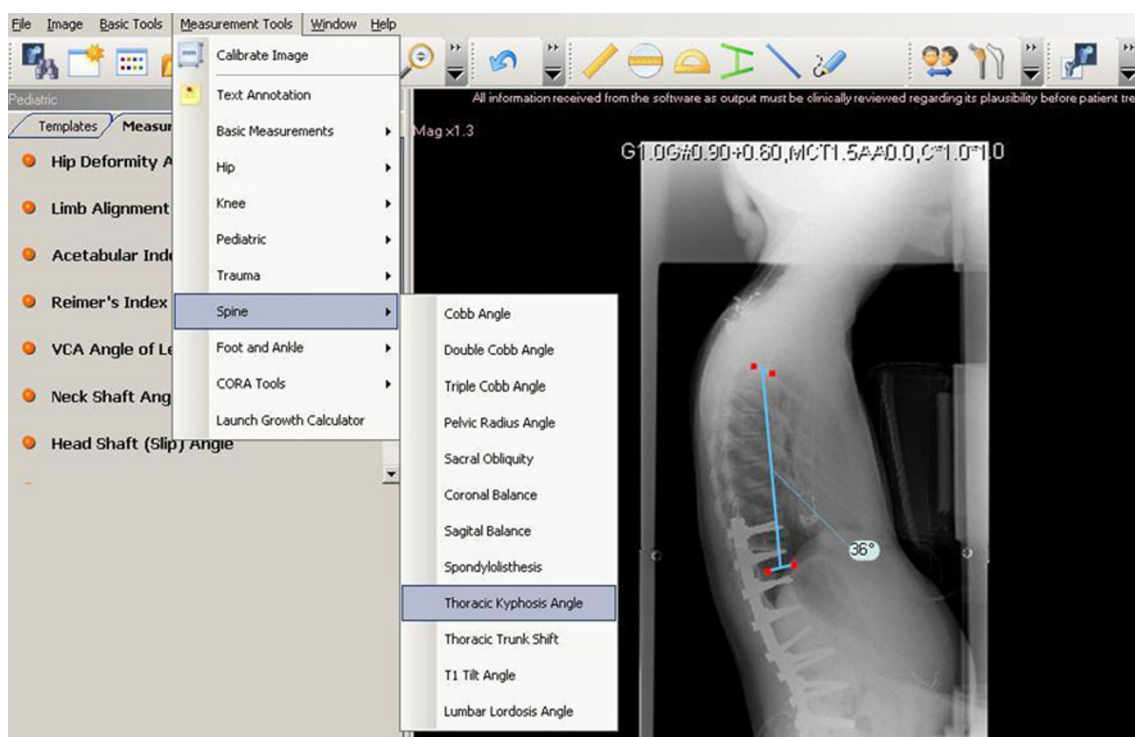 File Image Basic Tools Measurement Tools Window Help
Pediatric
Templates Measur
Calibrate Image
Text Annotation
Basic Measurements
Hip
Knee
Pediatric
Trauma
Spine
Foot and Ankle
CORA Tools
Launch Growth Calculator
Hip Deformity A
Limb Alignment
Acetabular Inde
Reimer's Index
VCA Angle of Le
Neck Shaft Ang
Head Shaft (Slip) Angle
Cobb Angle
Double Cobb Angle
Triple Cobb Angle
Pelvic Radius Angle
Sacral Obliquity
Coronal Balance
Sagital Balance
Spondylolisthesis
Thoracic Kyphosis Angle
Thoracic Trunk Shift
T1 Tilt Angle
Lumbar Lordosis Angle
All information received from the software as output must be clinically reviewed regarding its plausibility before patient tre
Mag x1.3
G1.0G#0.90+0.60,MCT1.5AA0.0,C*1.0*1.0
36°